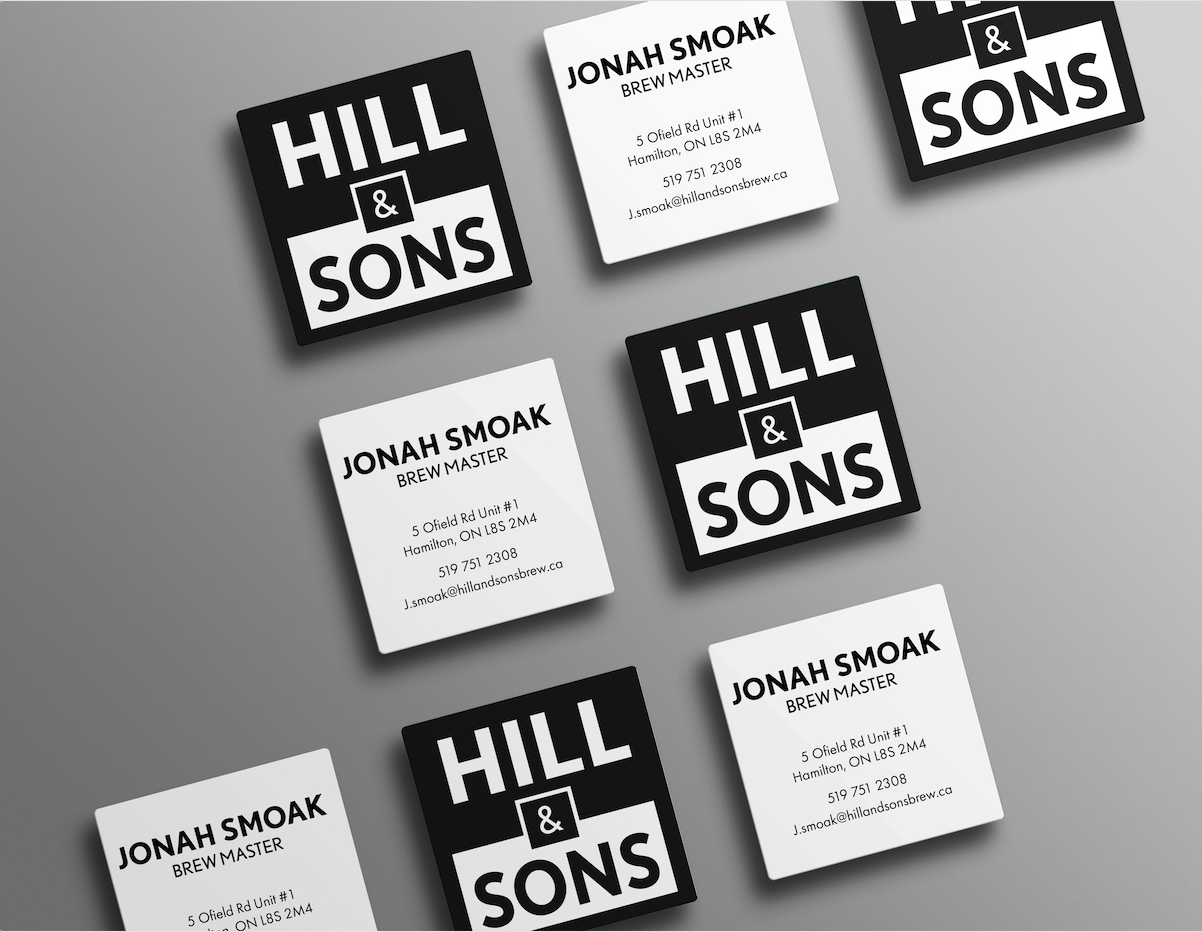 HILL
&
SONS
JONAH SMOAK
BREW MASTER
5 Ofield Rd Unit #1
Hamilton, ON L8S 2M4
519 751 2308
J.smoak@hillandsonsbrew.ca
&
SONS
JONAH SMOAK
BREW MASTER
5 Ofield Rd Unit #1
Hamilton, ON L8S 2M4
519 751 2308
J.smoak@hillandsonsbrew.ca
HILL
&
SONS
JONAH SMOAK
BREW MASTER
5 Ofield Rd Unit #1
ON L8S 2M4
HILL
&
SONS
JONAH SMOAK
BREW MASTER
5 Ofield Rd Unit #1
Hamilton, ON L8S 2M4
519 751 2308
J.smoak@hillandsonsbrew.ca